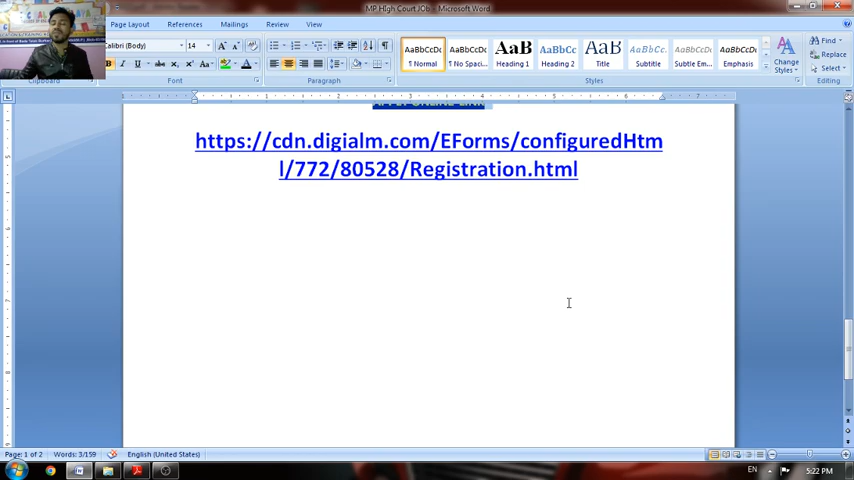 MP High Court JOb - Microsoft Word
Page Layout References Mailings Review View
Calibri (Body) 14
AaBbCcDc AaBbCcDc AaBb AaBbCc AaB AaBbCc. AaBbCcDc AaBbCcDc
¶ Normal ¶ No Spaci... Heading 1 Heading 2 Title Subtitle Subtle Em... Emphasis
Change Styles
Find
Replace
Select
Clipboard Font Paragraph Styles Editing
https://cdn.digialm.com/EForms/configuredHtm
l/772/80528/Registration.html
Page: 1 of 2 Words: 3/159 English (United States)
EN 5:22 PM